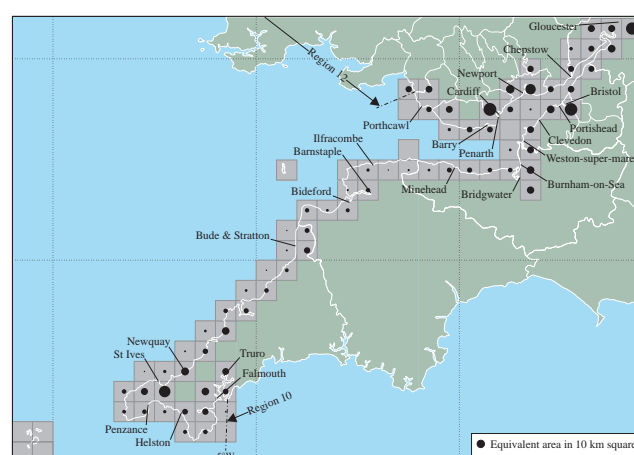 Gloucester
Chepstow
Region 12
Newport
Cardiff
Bristol
Porthcawl
Portishead
Clevedon
Barry
Penarth
Ilfracombe
Barnstaple
Weston-super-mare
Minehead
Burnham-on-Sea
Bridgwater
Bideford
Bude & Stratton
Newquay
St Ives
Truro
Falmouth
Region 10
Penzance
Helston
Equivalent area in 10 km square